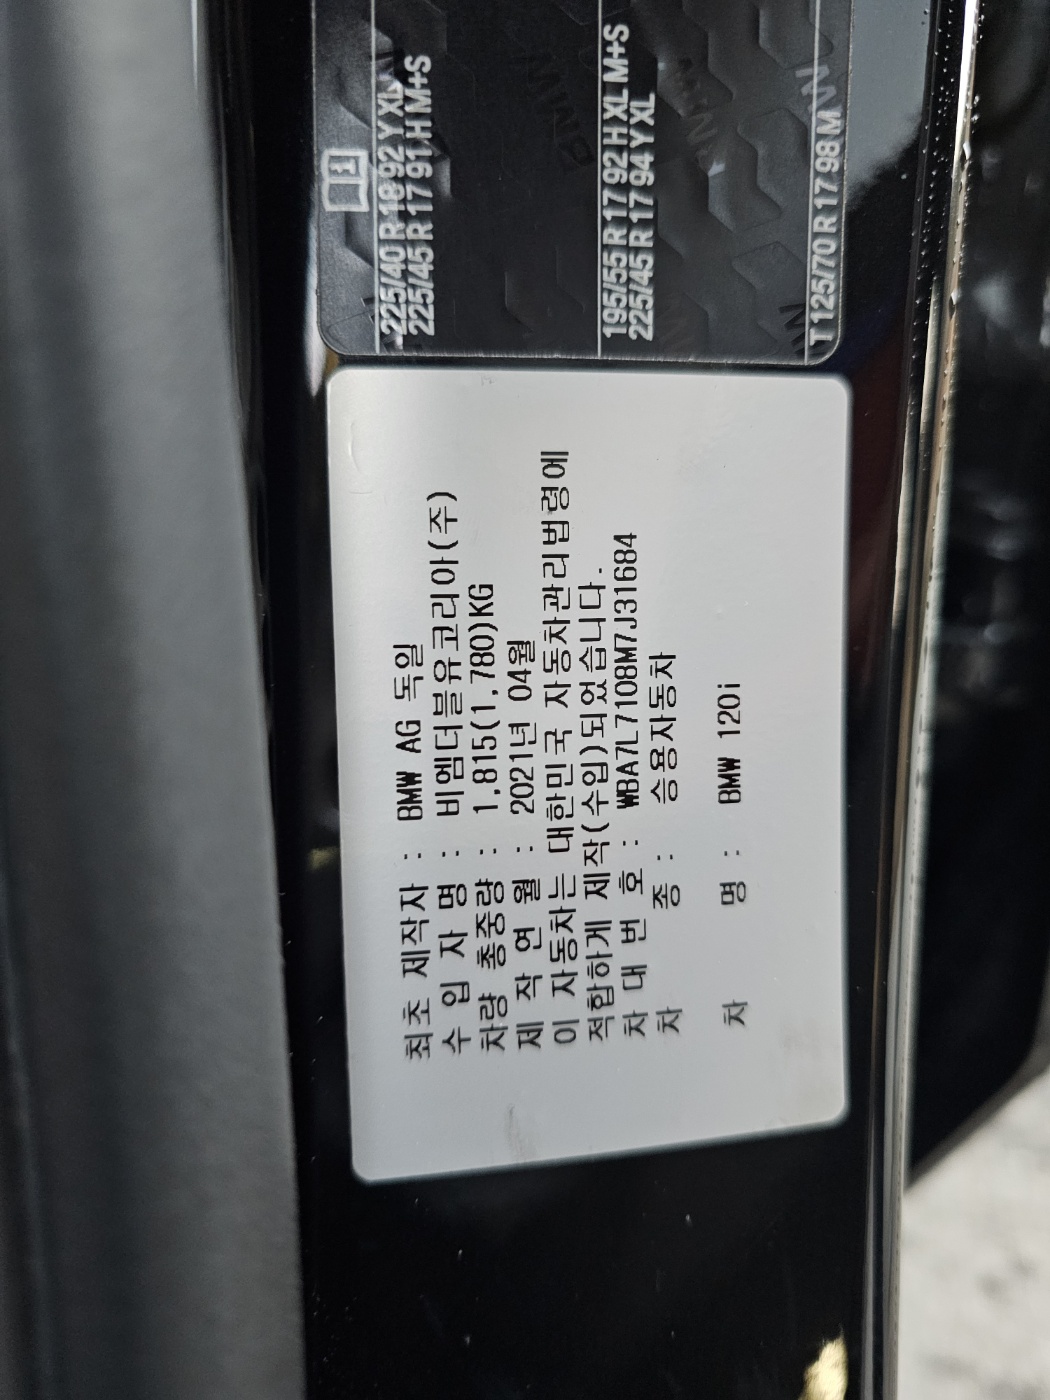 최초 제작자 : BMW AG 독일
수 입 자 명 : 비엠더블유코리아(주)
차량 총중량 : 1,815(1,780)KG
제 작 연 월 : 2021년 04월
이 자동차는 대한민국 자동차관리법령에
적합하게 제작(수입)되었습니다.
차 대 번 호 : WBA7L7108M7J31684
차 종 : 승용자동차
차 명 : BMW 120i
225/40 R 18 92 Y XL
225/45 R 17 91 H M+S
195/55 R 17 92 H XL M+S
225/45 R 17 94 Y XL
T 125/70 R 17 98 M